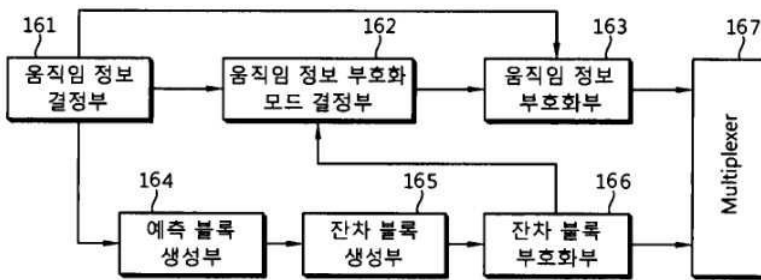 161
162
163
167
움직임 정보
결정부
움직임 정보 부호화
모드 결정부
움직임 정보
부호화부
Multiplexer
164
165
166
예측 블록
생성부
잔차 블록
생성부
잔차 블록
부호화부